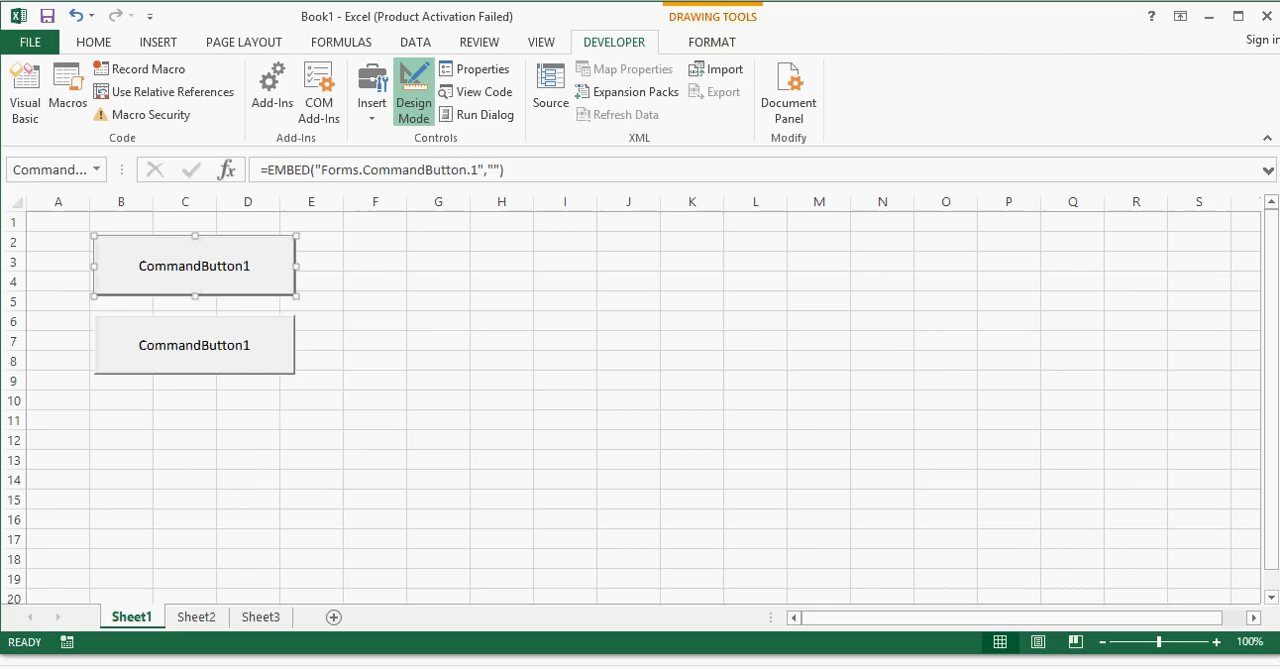 Book1 - Excel (Product Activation Failed)
DRAWING TOOLS
?
FILE HOME INSERT PAGE LAYOUT FORMULAS DATA REVIEW VIEW DEVELOPER FORMAT
Sign in
Visual Basic
Macros
Record Macro
Use Relative References
Macro Security
Code
Add-Ins
COM Add-Ins
Add-Ins
Insert
Design Mode
Properties
View Code
Run Dialog
Controls
Source
Map Properties
Expansion Packs
Refresh Data
Import
Export
XML
Document Panel
Modify
Command...
fx
=EMBED("Forms.CommandButton.1","")
A B C D E F G H I J K L M N O P Q R S
1
2
3
4
5
6
7
8
9
10
11
12
13
14
15
16
17
18
19
20
CommandButton1
CommandButton1
Sheet1 Sheet2 Sheet3
READY
100%